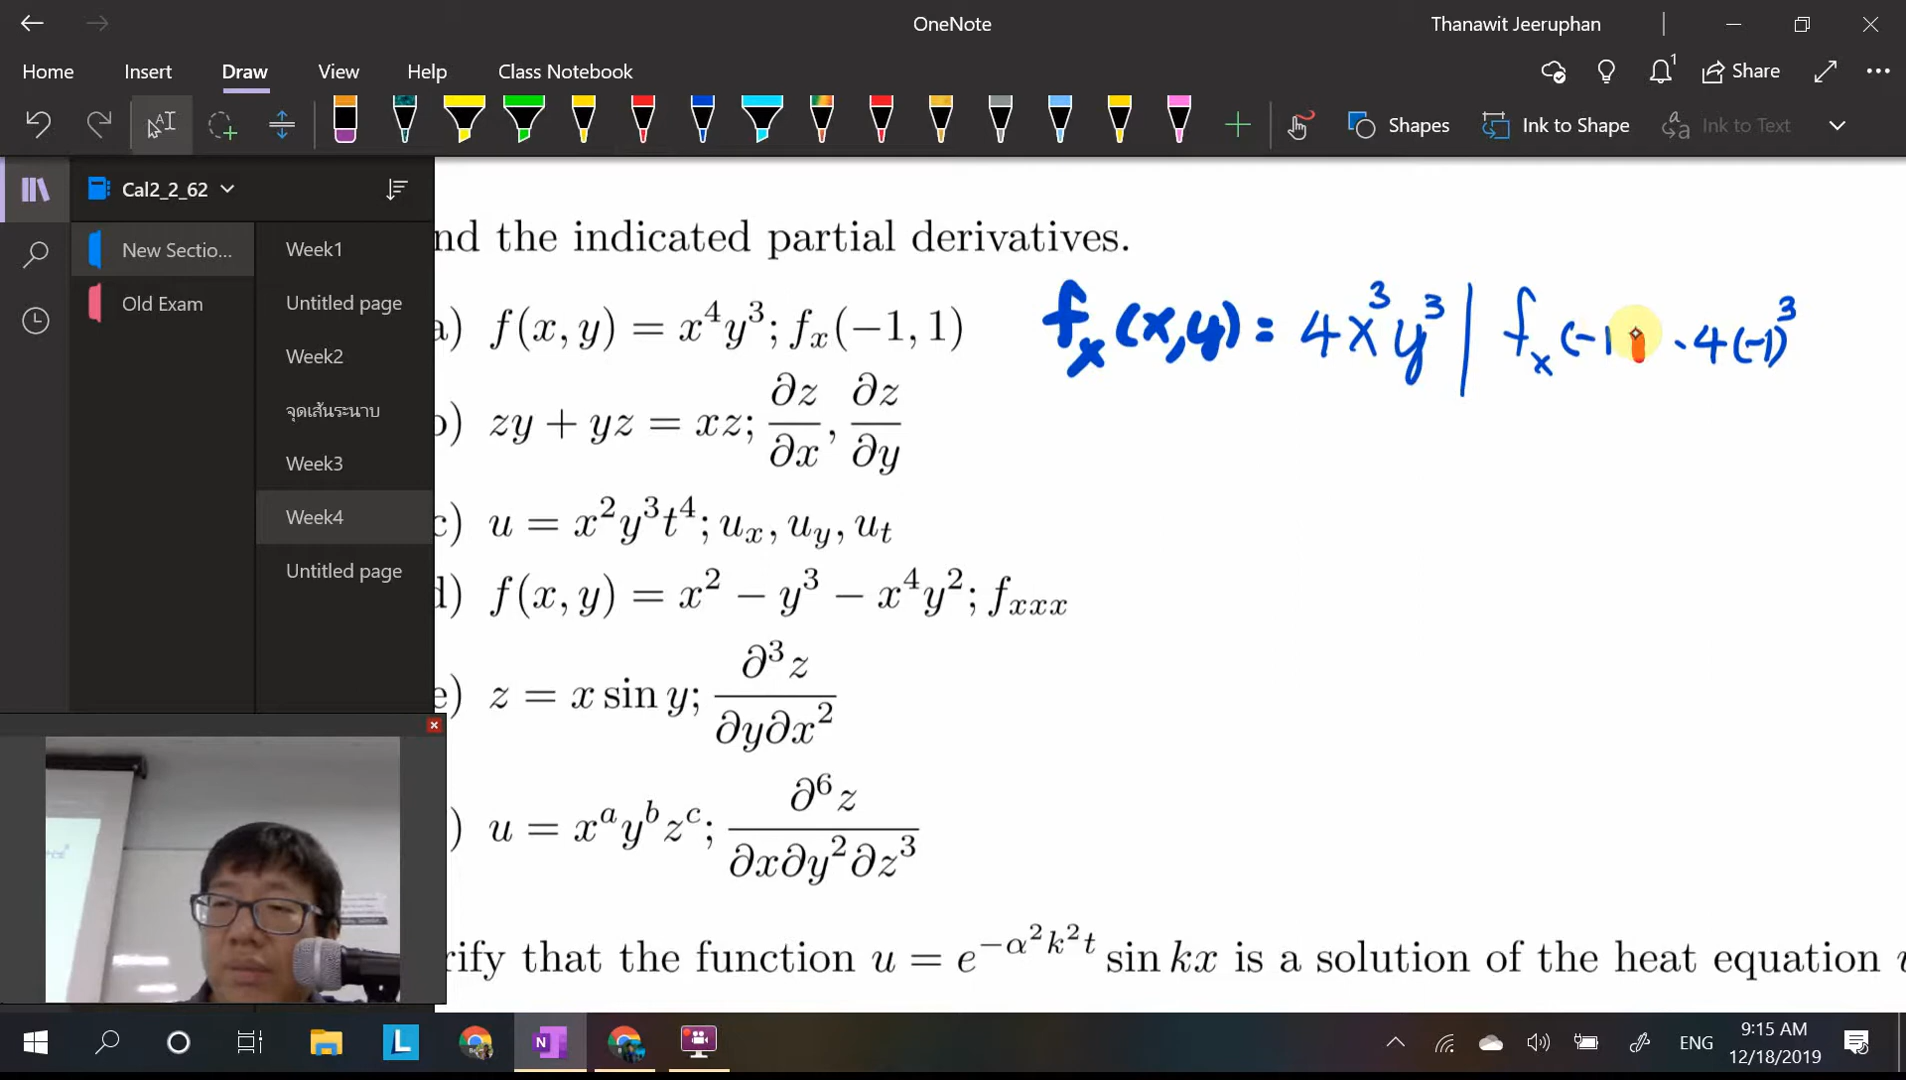 OneNote
Thanawit Jeeruphan
Home Insert Draw View Help Class Notebook
1
Share
Shapes
Ink to Shape
Ink to Text
Cal2_2_62
New Sectio...
Old Exam
Week1
Untitled page
Week2
จุดเส้นระนาบ
Week3
Week4
Untitled page
nd the indicated partial derivatives.
a) f(x, y) = x⁴y³; fₓ(−1, 1)
fₓ(x,y) = 4x³y³ | fₓ(-1 4(-1)³
b) zy + yz = xz; ∂z/∂x, ∂z/∂y
c) u = x²y³t⁴; uₓ, u_y, uₜ
d) f(x, y) = x² − y³ − x⁴y²; fₓₓₓ
e) z = x sin y; ∂³z/∂y∂x²
) u = xᵃyᵇzᶜ; ∂⁶z/∂x∂y²∂z³
rify that the function u = e^{−α²k²t} sin kx is a solution of the heat equation
L
N
ENG
9:15 AM
12/18/2019